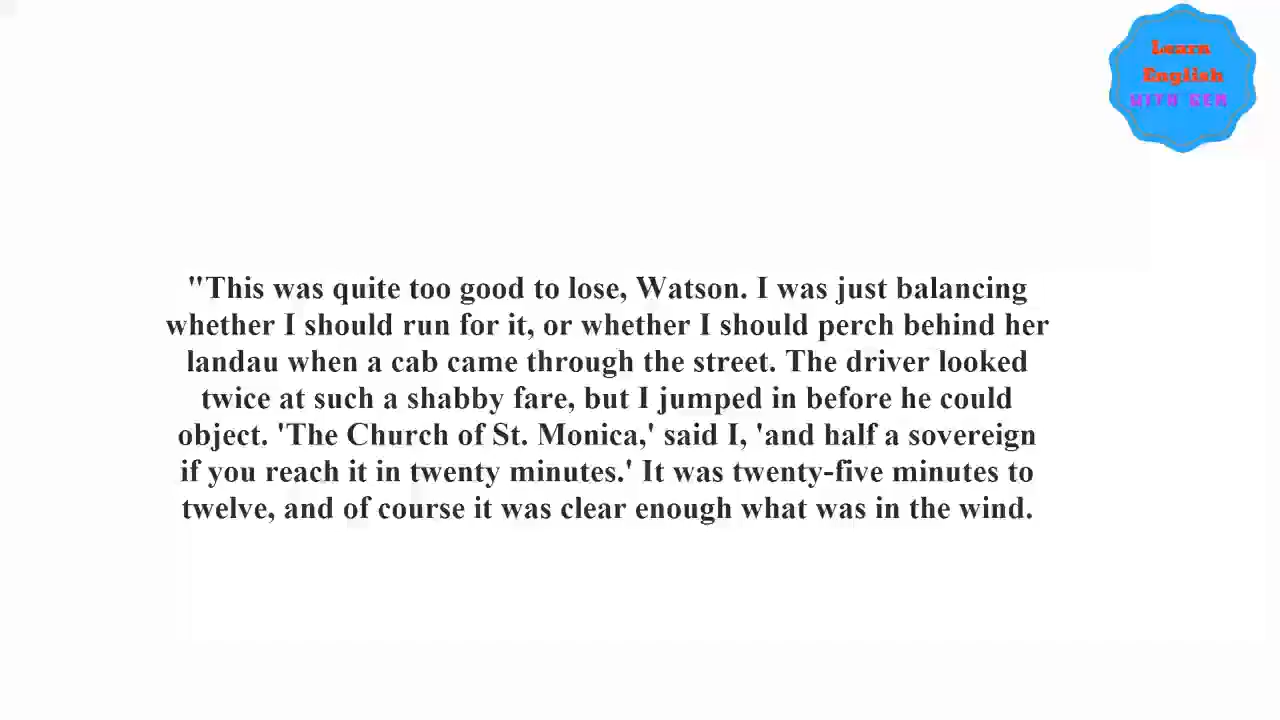 Learn
English
"This was quite too good to lose, Watson. I was just balancing
whether I should run for it, or whether I should perch behind her
landau when a cab came through the street. The driver looked
twice at such a shabby fare, but I jumped in before he could
object. 'The Church of St. Monica,' said I, 'and half a sovereign
if you reach it in twenty minutes.' It was twenty-five minutes to
twelve, and of course it was clear enough what was in the wind.